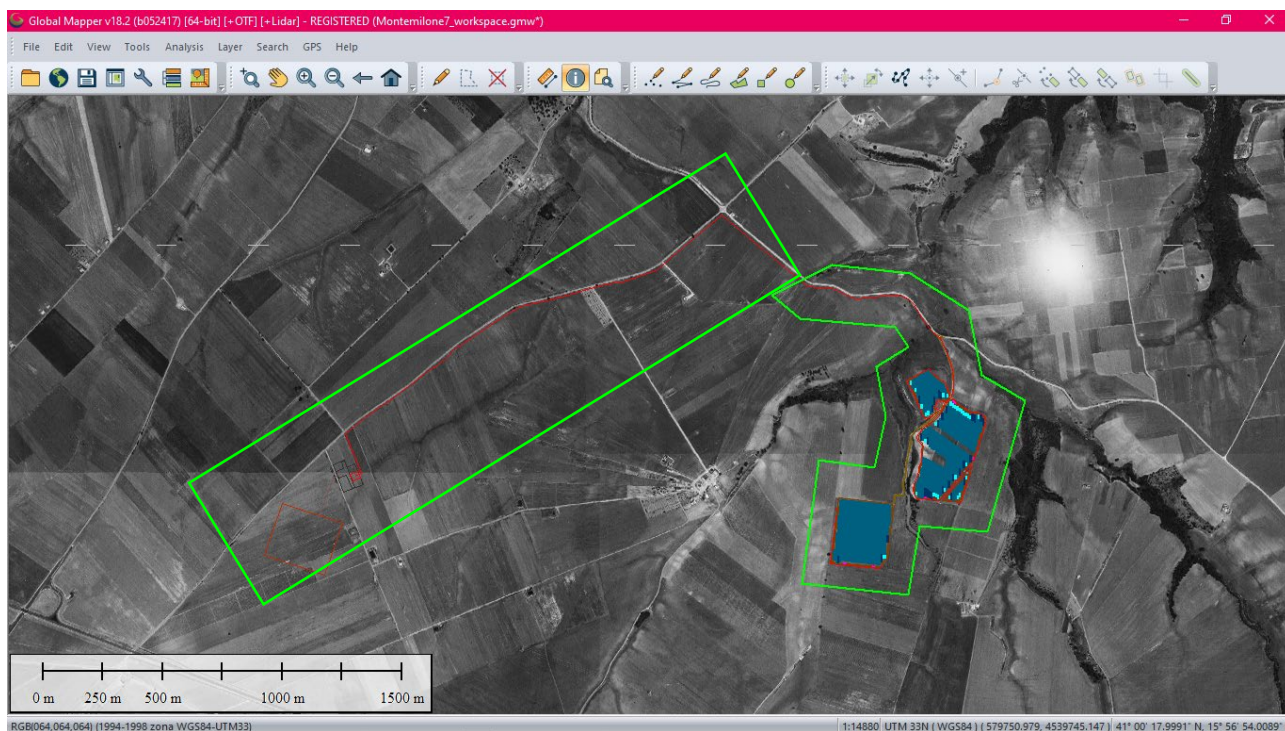 Global Mapper v18.2 (b052417) [64-bit] [+OTF] [+Lidar] - REGISTERED (Montemilone7_workspace.gmw*)
File Edit View Tools Analysis Layer Search GPS Help
0 m 250 m 500 m 1000 m 1500 m
RGB(064,064,064) (1994-1998 zona WGS84-UTM33) 1:14880 UTM 33N ( WGS84 ) ( 579750.979, 4539745.147 ) 41° 00' 17.9991" N, 15° 56' 54.0089"